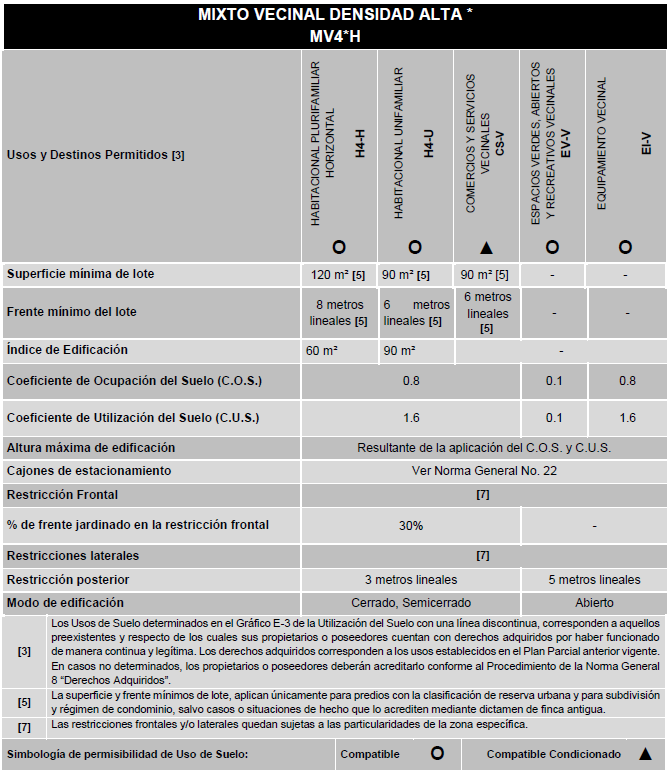 MIXTO VECINAL DENSIDAD ALTA *
MV4*H
Usos y Destinos Permitidos [3]
HABITACIONAL PLURIFAMILIAR
HORIZONTAL
H4-H
O
HABITACIONAL UNIFAMILIAR
H4-U
O
COMERCIOS Y SERVICIOS
VECINALES
CS-V
▲
ESPACIOS VERDES, ABIERTOS
Y RECREATIVOS VECINALES
EV-V
O
EQUIPAMIENTO VECINAL
EI-V
O
Superficie mínima de lote 120 m² [5] 90 m² [5] 90 m² [5] - -
Frente mínimo del lote
8 metros
lineales [5]
6 metros
lineales [5]
6 metros
lineales
[5]
-
-
Índice de Edificación 60 m² 90 m² -
Coeficiente de Ocupación del Suelo (C.O.S.) 0.8 0.1 0.8
Coeficiente de Utilización del Suelo (C.U.S.) 1.6 0.1 1.6
Altura máxima de edificación Resultante de la aplicación del C.O.S. y C.U.S.
Cajones de estacionamiento Ver Norma General No. 22
Restricción Frontal [7]
% de frente jardinado en la restricción frontal 30% -
Restricciones laterales [7]
Restricción posterior 3 metros lineales 5 metros lineales
Modo de edificación Cerrado, Semicerrado Abierto
[3]
Los Usos de Suelo determinados en el Gráfico E-3 de la Utilización del Suelo con una línea discontinua, corresponden a aquellos
preexistentes y respecto de los cuales sus propietarios o poseedores cuentan con derechos adquiridos por haber funcionado
de manera continua y legítima. Los derechos adquiridos corresponden a los usos establecidos en el Plan Parcial anterior vigente.
En casos no determinados, los propietarios o poseedores deberán acreditarlo conforme al Procedimiento de la Norma General
8 “Derechos Adquiridos”.
[5]
La superficie y frente mínimos de lote, aplican únicamente para predios con la clasificación de reserva urbana y para subdivisión
y régimen de condominio, salvo casos o situaciones de hecho que lo acrediten mediante dictamen de finca antigua.
[7] Las restricciones frontales y/o laterales quedan sujetas a las particularidades de la zona específica.
Simbología de permisibilidad de Uso de Suelo: Compatible O Compatible Condicionado ▲